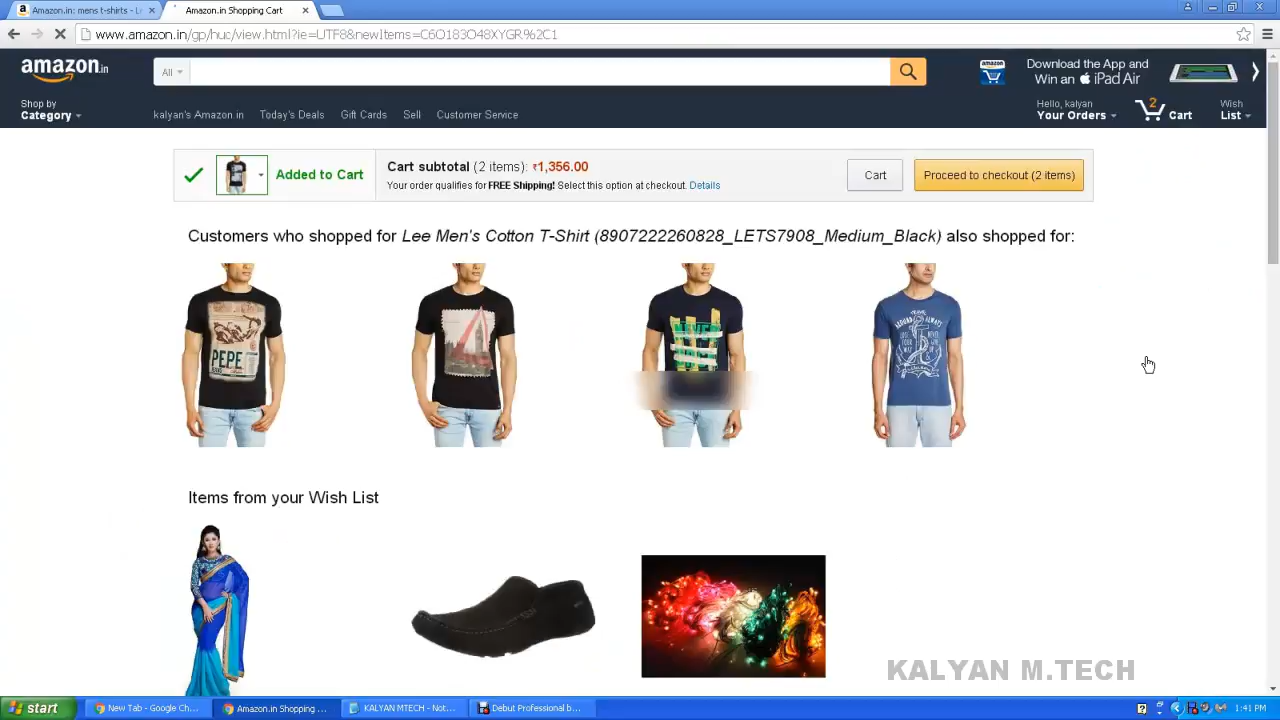 Amazon.in: mens t-shirts - L
Amazon.in Shopping Cart
www.amazon.in/gp/huc/view.html?ie=UTF8&newItems=C6O183O48XYGR%2C1
amazon.in
All
Download the App and
Win an iPad Air
Shop by
Category
kalyan's Amazon.in
Today's Deals
Gift Cards
Sell
Customer Service
Hello, kalyan
Your Orders
2
Cart
Wish
List
Added to Cart
Cart subtotal (2 items): ₹1,356.00
Your order qualifies for FREE Shipping! Select this option at checkout. Details
Cart
Proceed to checkout (2 items)
Customers who shopped for Lee Men's Cotton T-Shirt (8907222260828_LETS7908_Medium_Black) also shopped for:
PEPE
Items from your Wish List
KALYAN M.TECH
start
New Tab - Google Ch...
Amazon.in Shopping ...
KALYAN MTECH - Not...
Debut Professional b...
1:41 PM